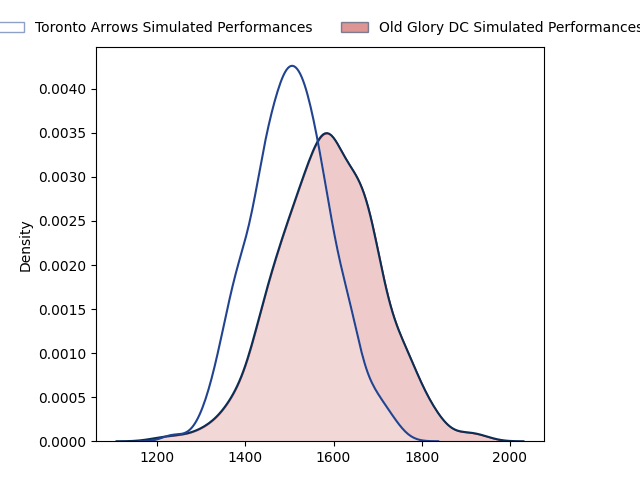 Toronto Arrows Simulated Performances
Old Glory DC Simulated Performances
Density
0.0040
0.0035
0.0030
0.0025
0.0020
0.0015
0.0010
0.0005
0.0000
1200 1400 1600 1800 2000